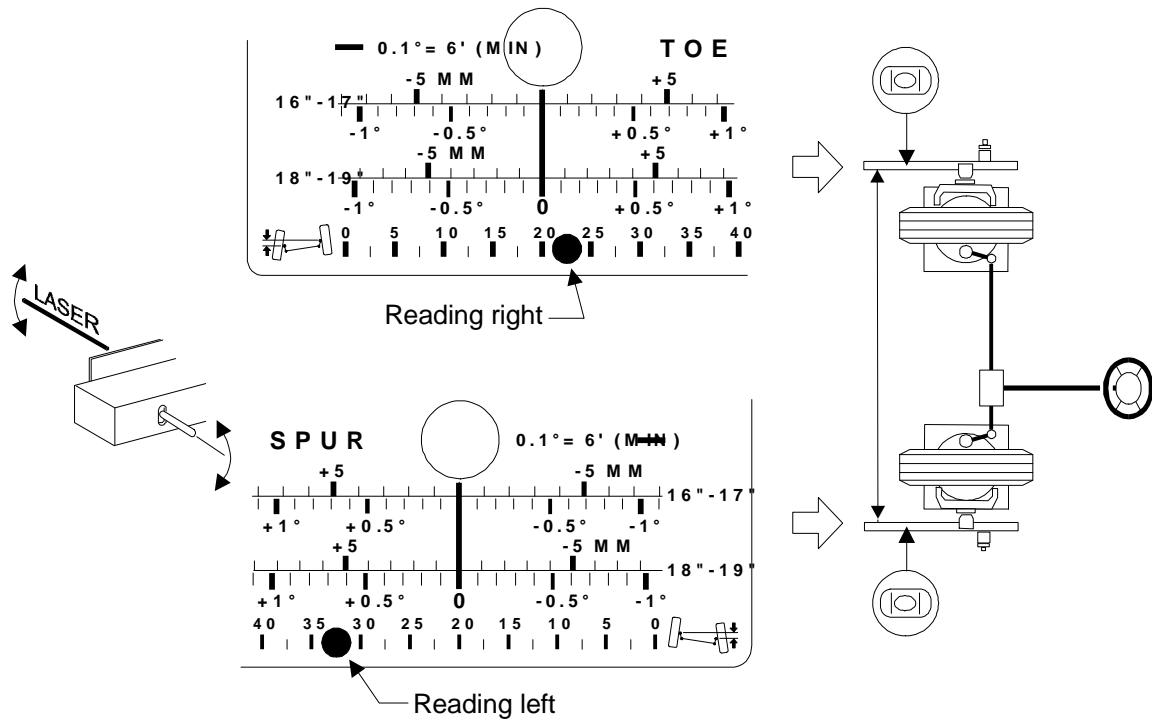 0.1°= 6' (MIN) TOE
-5 MM +5
16"-17"
-1° -0.5° +0.5° +1°
-5 MM +5
18"-19"
-1° -0.5° 0 +0.5° +1°
0 5 10 15 20 25 30 35 40
Reading right
LASER
SPUR 0.1°= 6' (MIN)
+5 -5 MM
16"-17"
+1° +0.5° -0.5° -1°
+5 -5 MM
18"-19"
+1° +0.5° 0 -0.5° -1°
40 35 30 25 20 15 10 5 0
Reading left